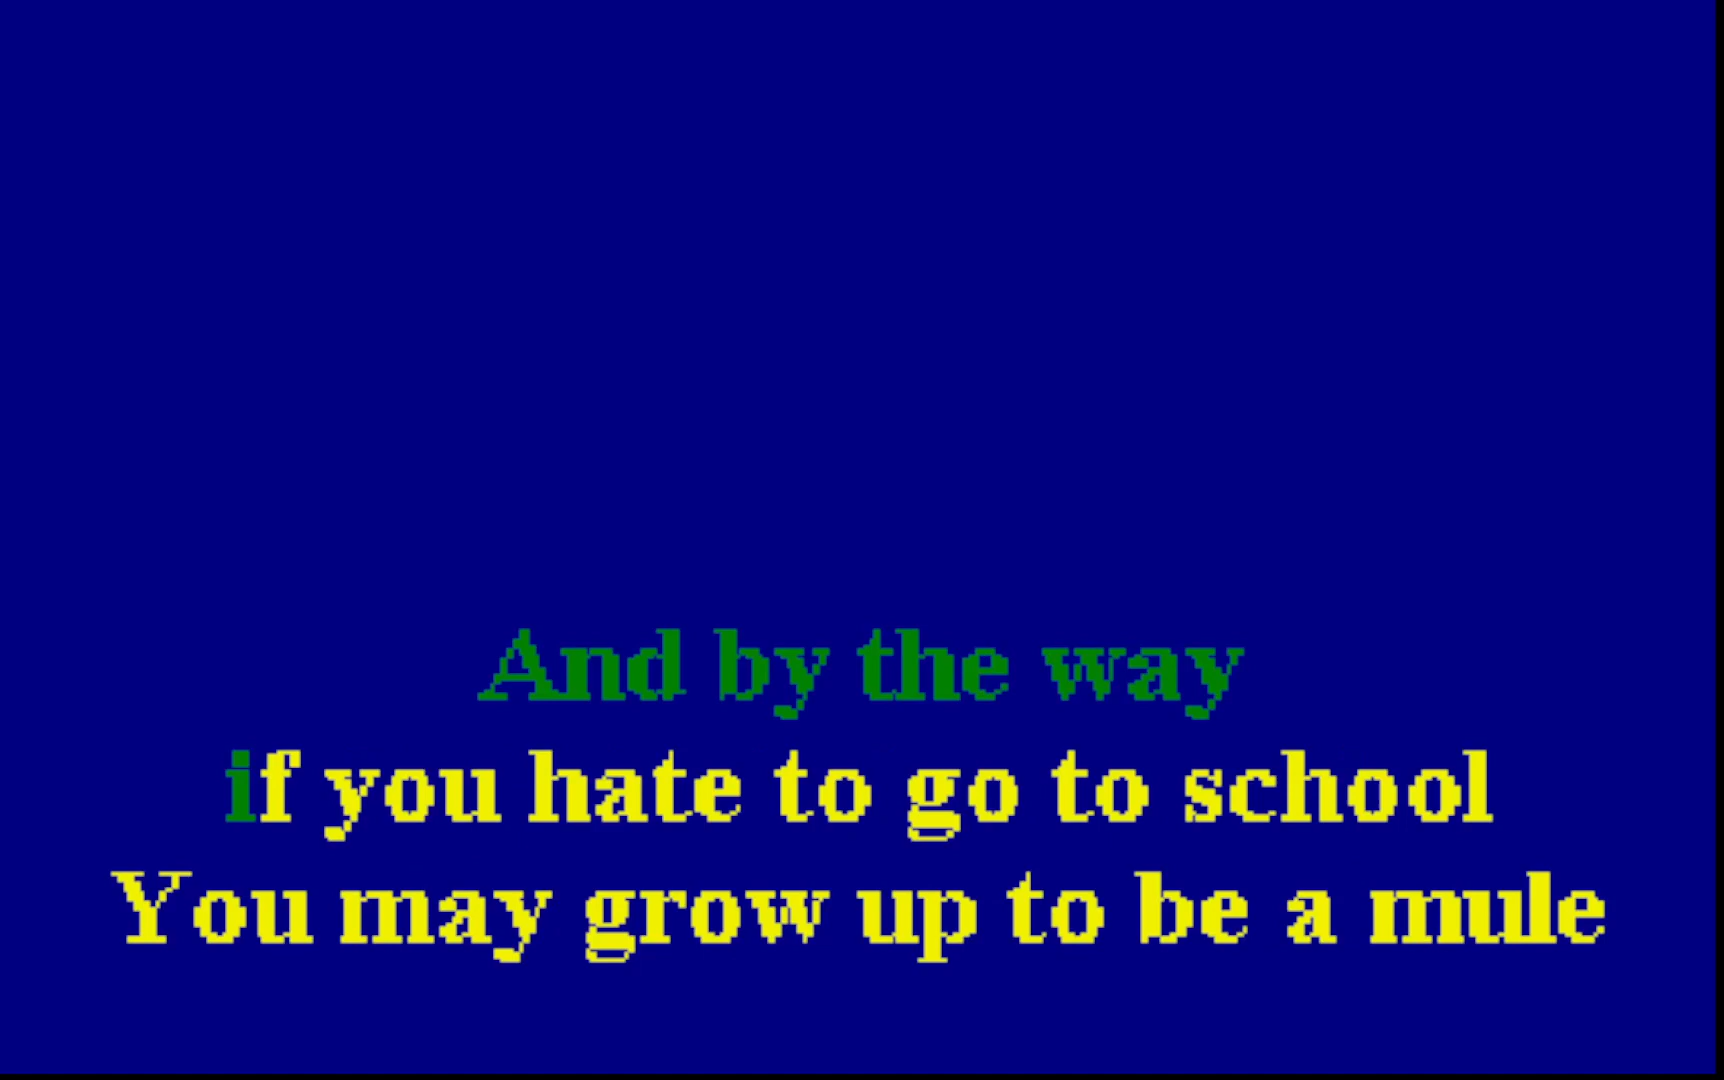 And by the way
if you hate to go to school
You may grow up to be a mule